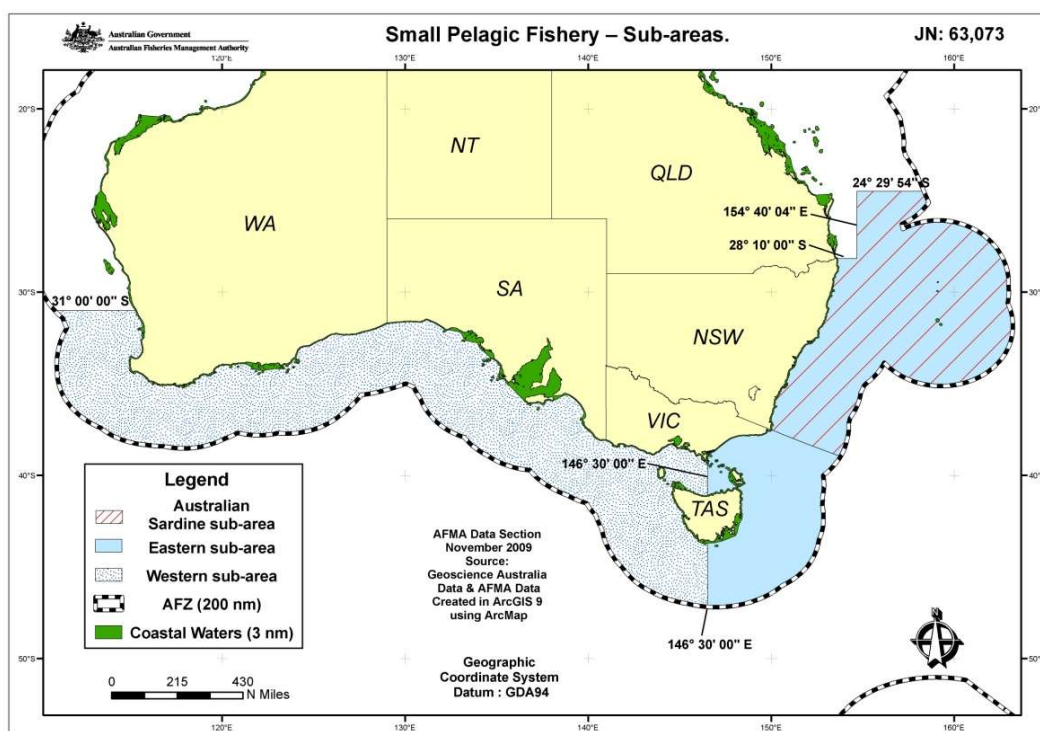 Australian Government
Australian Fisheries Management Authority
Small Pelagic Fishery – Sub-areas.
JN: 63,073
120°E
130°E
140°E
150°E
160°E
20°S
20°S
NT
QLD
24° 29' 54" S
WA
154° 40' 04" E
28° 10' 00" S
SA
30°S
31° 00' 00" S
30°S
NSW
VIC
146° 30' 00" E
40°S
40°S
TAS
Legend
Australian
Sardine sub-area
Eastern sub-area
Western sub-area
AFZ (200 nm)
Coastal Waters (3 nm)
AFMA Data Section
November 2009
Source:
Geoscience Australia
Data & AFMA Data
Created in ArcGIS 9
using ArcMap
146° 30' 00" E
N
50°S
50°S
Geographic
Coordinate System
Datum : GDA94
0 215 430
N Miles
120°E
130°E
140°E
150°E
160°E